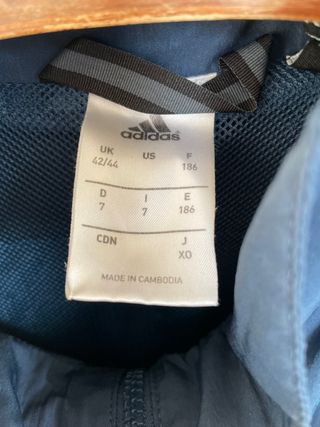 adidas
UK US F
42/44 186
D I E
7 7 186
CDN J
XO
MADE IN CAMBODIA